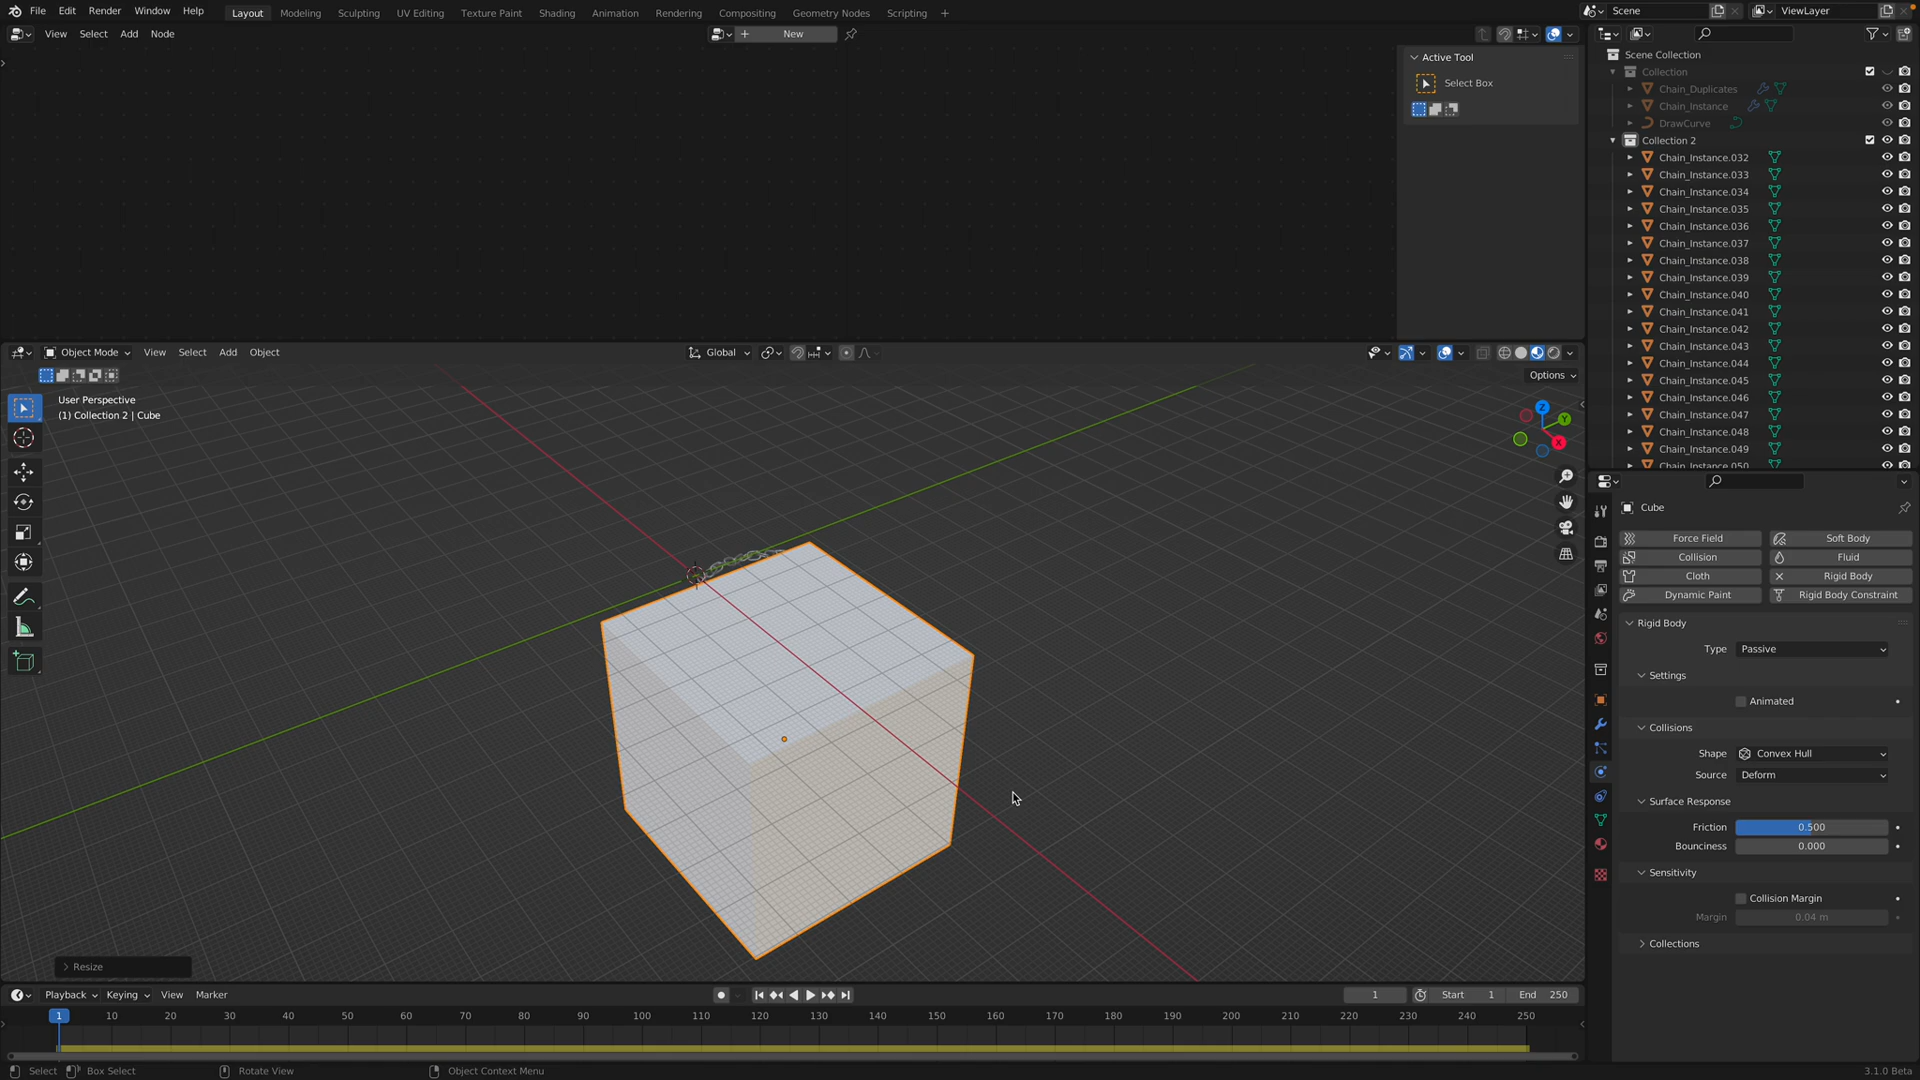 File Edit Render Window Help Layout Modeling Sculpting UV Editing Texture Paint Shading Animation Rendering Compositing Geometry Nodes Scripting + Scene ViewLayer
View Select Add Node + New
Active Tool
Select Box
Scene Collection
Collection
Chain_Duplicates
Chain_Instance
DrawCurve
Collection 2
Chain_Instance.032
Chain_Instance.033
Chain_Instance.034
Chain_Instance.035
Chain_Instance.036
Chain_Instance.037
Chain_Instance.038
Chain_Instance.039
Chain_Instance.040
Chain_Instance.041
Chain_Instance.042
Chain_Instance.043
Chain_Instance.044
Chain_Instance.045
Chain_Instance.046
Chain_Instance.047
Chain_Instance.048
Chain_Instance.049
Chain_Instance.050
Object Mode View Select Add Object Global
Options
User Perspective
(1) Collection 2 | Cube
Z
Y
X
Resize
Cube
Force Field Soft Body
Collision Fluid
Cloth Rigid Body
Dynamic Paint Rigid Body Constraint
Rigid Body
Type Passive
Settings
Animated
Collisions
Shape Convex Hull
Source Deform
Surface Response
Friction 0.500
Bounciness 0.000
Sensitivity
Collision Margin
Margin 0.04 m
Collections
Playback Keying View Marker 1 Start 1 End 250
1 10 20 30 40 50 60 70 80 90 100 110 120 130 140 150 160 170 180 190 200 210 220 230 240 250
Select Box Select Rotate View Object Context Menu 3.1.0 Beta